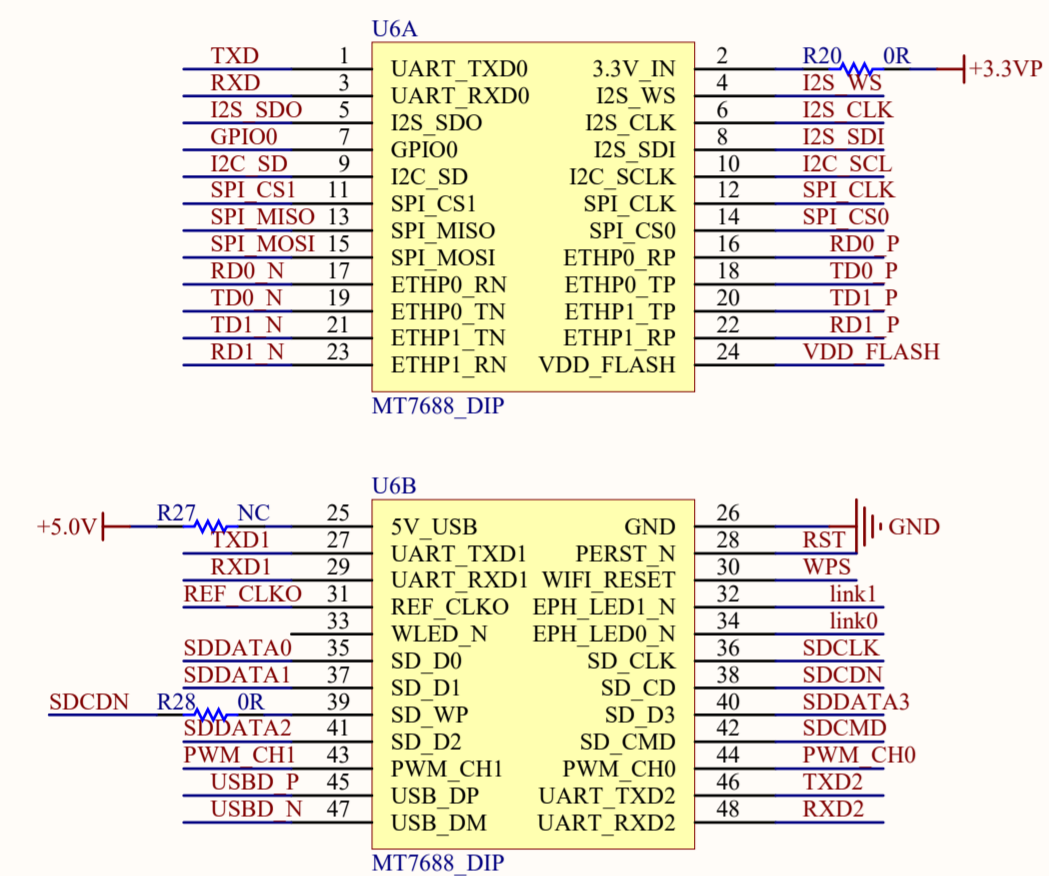 U6A
TXD 1 UART_TXD0 3.3V_IN 2 R20 0R +3.3VP
RXD 3 UART_RXD0 I2S_WS 4 I2S_WS
I2S_SDO 5 I2S_SDO I2S_CLK 6 I2S_CLK
GPIO0 7 GPIO0 I2S_SDI 8 I2S_SDI
I2C_SD 9 I2C_SD I2C_SCLK 10 I2C_SCL
SPI_CS1 11 SPI_CS1 SPI_CLK 12 SPI_CLK
SPI_MISO 13 SPI_MISO SPI_CS0 14 SPI_CS0
SPI_MOSI 15 SPI_MOSI ETHP0_RP 16 RD0_P
RD0_N 17 ETHP0_RN ETHP0_TP 18 TD0_P
TD0_N 19 ETHP0_TN ETHP1_TP 20 TD1_P
TD1_N 21 ETHP1_TN ETHP1_RP 22 RD1_P
RD1_N 23 ETHP1_RN VDD_FLASH 24 VDD_FLASH
MT7688_DIP
U6B
+5.0V R27 NC 25 5V_USB GND 26 GND
TXD1 27 UART_TXD1 PERST_N 28 RST
RXD1 29 UART_RXD1 WIFI_RESET 30 WPS
REF_CLKO 31 REF_CLKO EPH_LED1_N 32 link1
33 WLED_N EPH_LED0_N 34 link0
SDDATA0 35 SD_D0 SD_CLK 36 SDCLK
SDDATA1 37 SD_D1 SD_CD 38 SDCDN
SDCDN R28 0R 39 SD_WP SD_D3 40 SDDATA3
SDDATA2 41 SD_D2 SD_CMD 42 SDCMD
PWM_CH1 43 PWM_CH1 PWM_CH0 44 PWM_CH0
USBD_P 45 USB_DP UART_TXD2 46 TXD2
USBD_N 47 USB_DM UART_RXD2 48 RXD2
MT7688_DIP